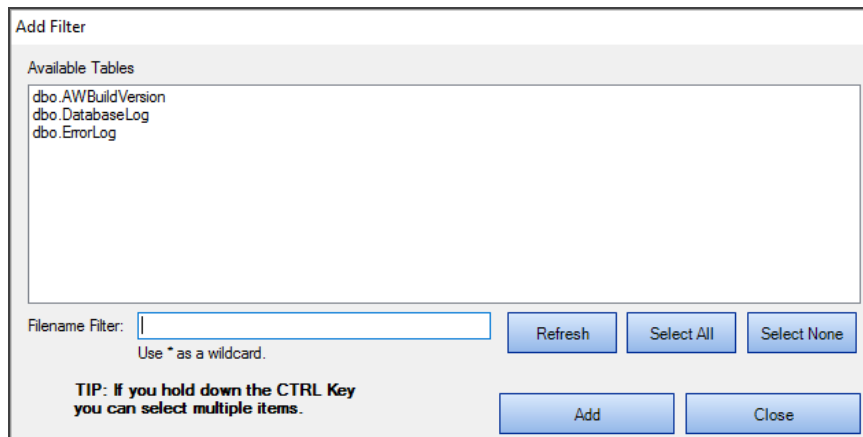 Add Filter
Available Tables
dbo.AWBuildVersion
dbo.DatabaseLog
dbo.ErrorLog
Filename Filter:
Refresh
Select All
Select None
Use * as a wildcard.
TIP: If you hold down the CTRL Key
you can select multiple items.
Add
Close